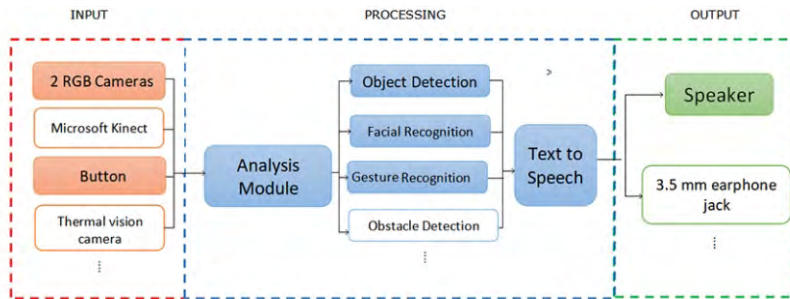 INPUT
PROCESSING
OUTPUT
2 RGB Cameras
Microsoft Kinect
Button
Thermal vision
camera
⋮
Analysis
Module
Object Detection
Facial Recognition
Gesture Recognition
Obstacle Detection
⋮
>
Text to
Speech
Speaker
3.5 mm earphone
jack
⋮